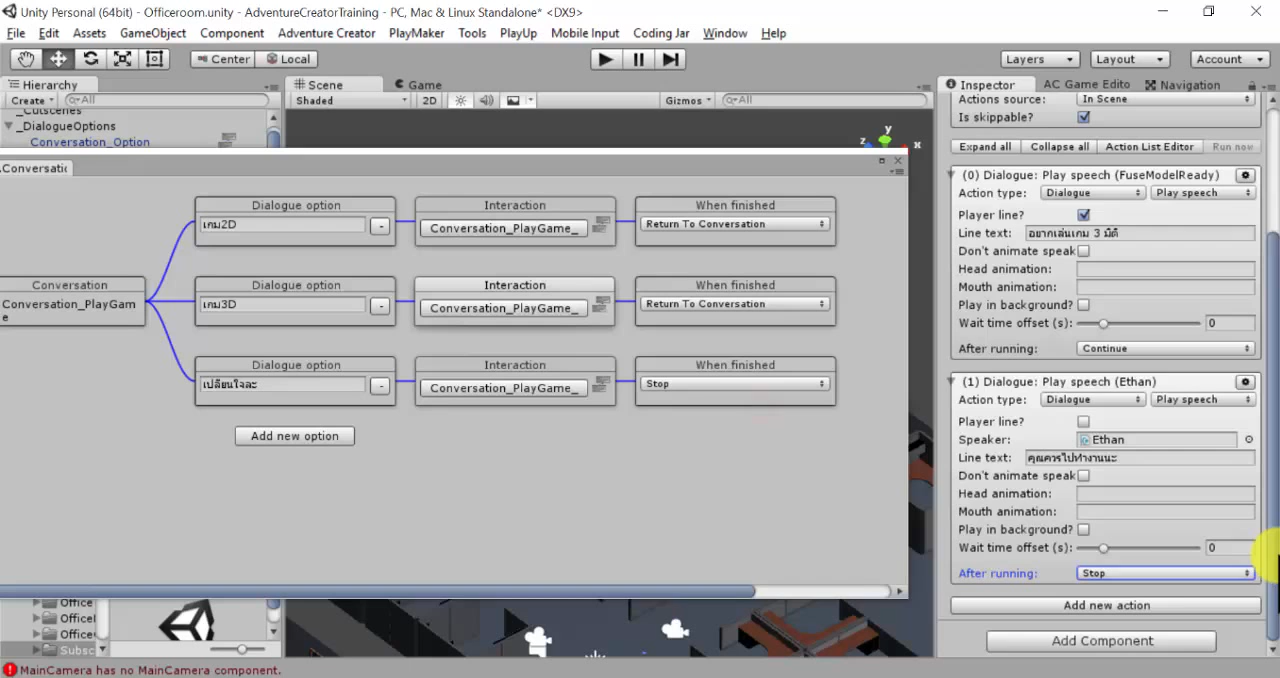 Unity Personal (64bit) - Officeroom.unity - AdventureCreatorTraining - PC, Mac & Linux Standalone* <DX9>
File Edit Assets GameObject Component Adventure Creator PlayMaker Tools PlayUp Mobile Input Coding Jar Window Help
Center Local Layers Layout Account
Hierarchy Scene Game Inspector AC Game Edito Navigation
Create All Shaded 2D Gizmos All Actions source: In Scene
_Cutscenes
_DialogueOptions
Conversation_Option
y
z x
Is skippable?
Expand all Collapse all Action List Editor Run now
.Conversatic
Dialogue option Interaction When finished
เกม2D - Conversation_PlayGame_ Return To Conversation
Conversation Dialogue option Interaction When finished
Conversation_PlayGam
e
เกม3D - Conversation_PlayGame_ Return To Conversation
Dialogue option Interaction When finished
เปลี่ยนใจละ - Conversation_PlayGame_ Stop
Add new option
(0) Dialogue: Play speech (FuseModelReady)
Action type: Dialogue Play speech
Player line?
Line text: อยากเล่นเกม 3 มิติ
Don't animate speak
Head animation:
Mouth animation:
Play in background?
Wait time offset (s): 0
After running: Continue
(1) Dialogue: Play speech (Ethan)
Action type: Dialogue Play speech
Player line?
Speaker: Ethan
Line text: คุณควรไปทำงานนะ
Don't animate speak
Head animation:
Mouth animation:
Play in background?
Wait time offset (s): 0
After running: Stop
Add new action
Add Component
Office
Officel
Office
Subsc
MainCamera has no MainCamera component.